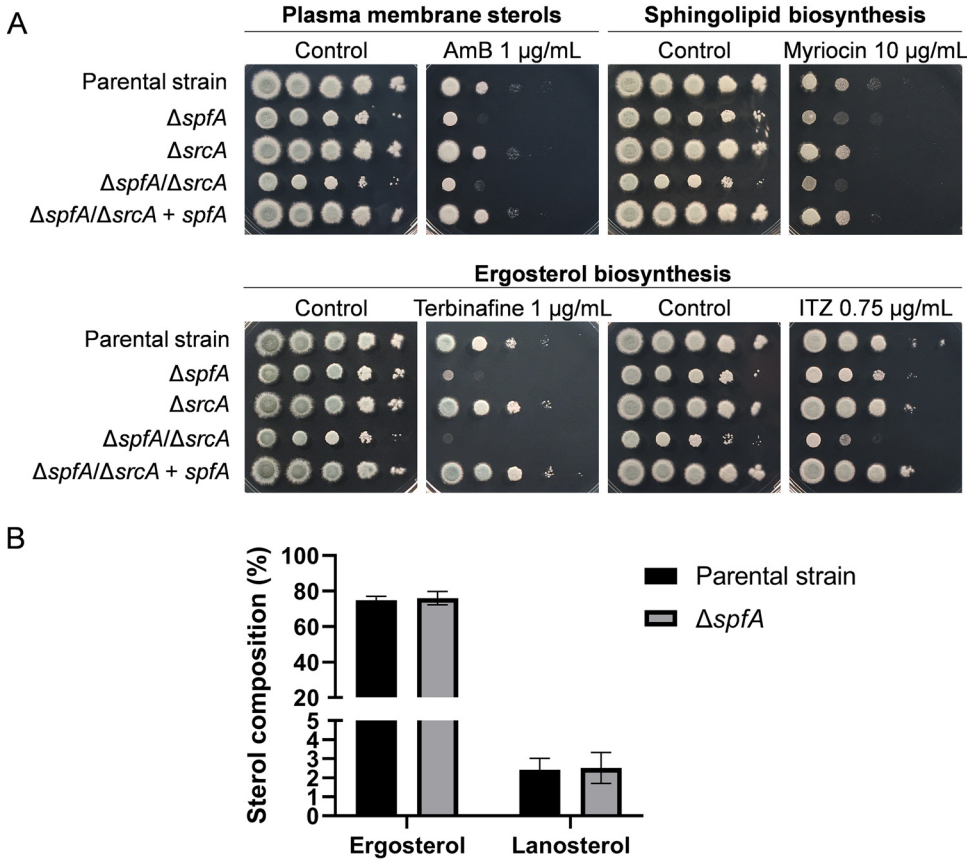 A
Plasma membrane sterols
Sphingolipid biosynthesis
Control
AmB 1 µg/mL
Control
Myriocin 10 µg/mL
Parental strain
ΔspfA
ΔsrcA
ΔspfA/ΔsrcA
ΔspfA/ΔsrcA + spfA
Ergosterol biosynthesis
Control
Terbinafine 1 µg/mL
Control
ITZ 0.75 µg/mL
Parental strain
ΔspfA
ΔsrcA
ΔspfA/ΔsrcA
ΔspfA/ΔsrcA + spfA
B
Sterol composition (%)
100
80
60
40
20
5
4
3
2
1
0
Ergosterol
Lanosterol
Parental strain
ΔspfA